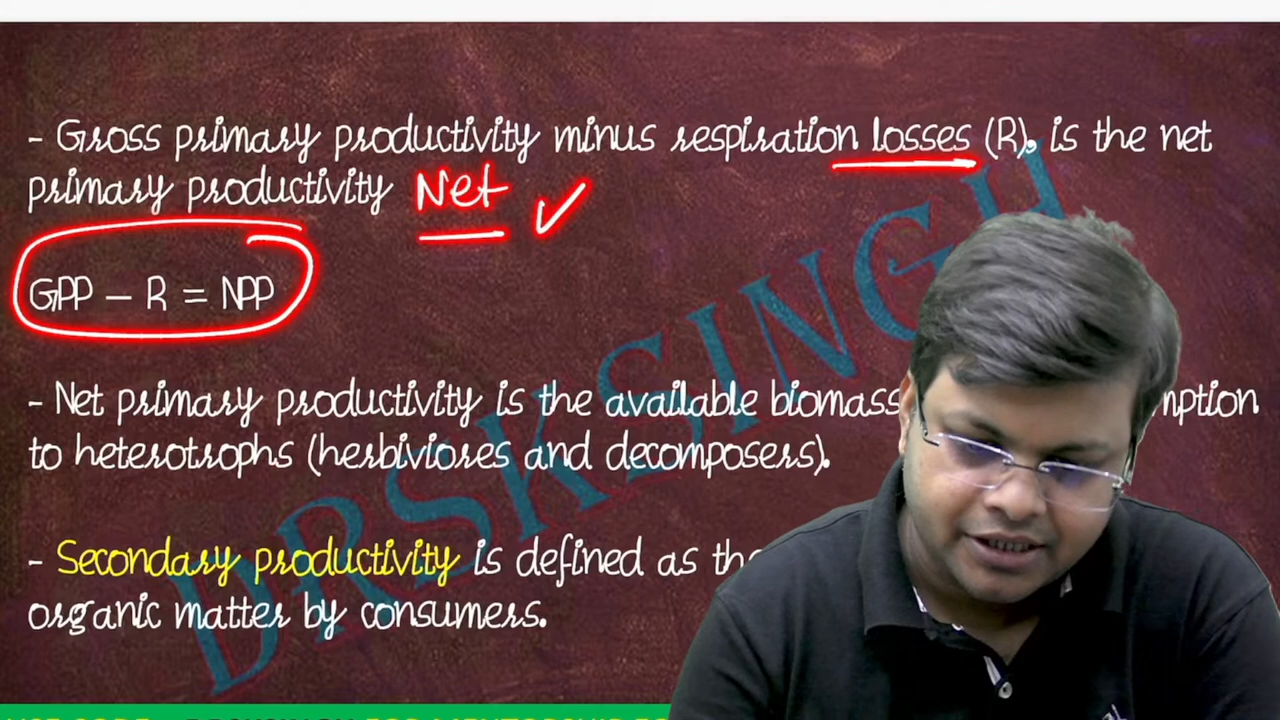 - Gross primary productivity minus respiration losses (R), is the net
primary productivity Net ✓
GPP – R = NPP
- Net primary productivity is the available biomass
to heterotrophs (herbiviores and decomposers).
- Secondary productivity is defined as
organic matter by consumers.
DRSKSINGH